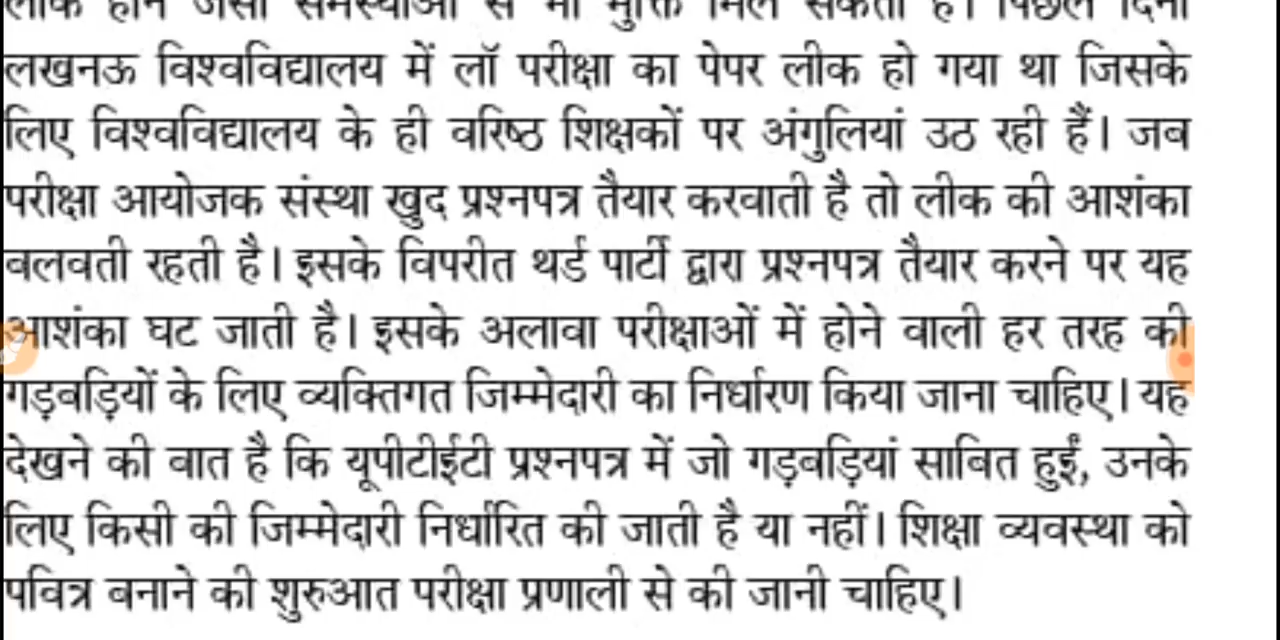 लीक होने जैसी समस्याओं से भी मुक्ति मिल सकती है। पिछले दिनों
लखनऊ विश्वविद्यालय में लॉ परीक्षा का पेपर लीक हो गया था जिसके
लिए विश्वविद्यालय के ही वरिष्ठ शिक्षकों पर अंगुलियां उठ रही हैं। जब
परीक्षा आयोजक संस्था खुद प्रश्नपत्र तैयार करवाती है तो लीक की आशंका
बलवती रहती है। इसके विपरीत थर्ड पार्टी द्वारा प्रश्नपत्र तैयार करने पर यह
आशंका घट जाती है। इसके अलावा परीक्षाओं में होने वाली हर तरह की
गड़बड़ियों के लिए व्यक्तिगत जिम्मेदारी का निर्धारण किया जाना चाहिए। यह
देखने की बात है कि यूपीटीईटी प्रश्नपत्र में जो गड़बड़ियां साबित हुईं, उनके
लिए किसी की जिम्मेदारी निर्धारित की जाती है या नहीं। शिक्षा व्यवस्था को
पवित्र बनाने की शुरुआत परीक्षा प्रणाली से की जानी चाहिए।